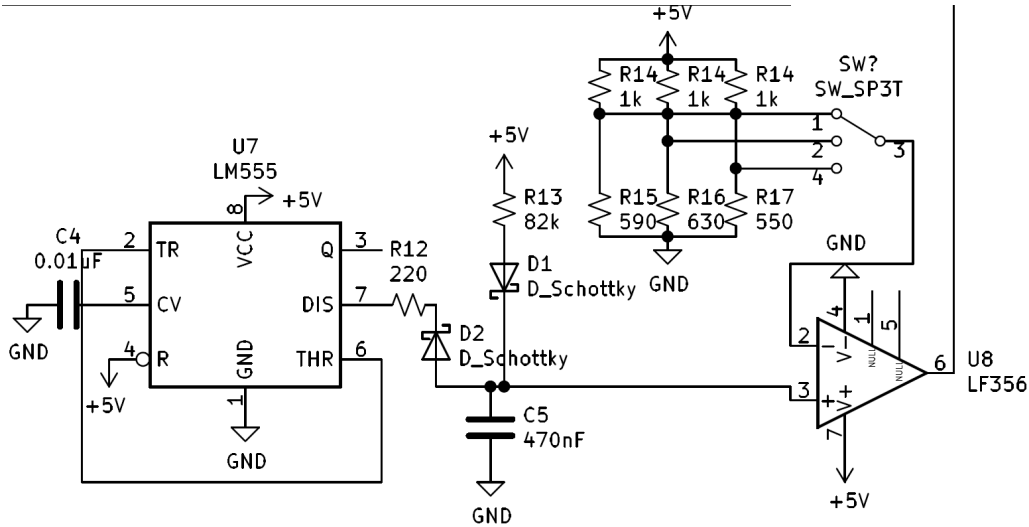 +5V
R14
1k
R14
1k
R14
1k
SW?
SW_SP3T
1
2
3
4
R15
590
R16
630
R17
550
GND
+5V
R13
82k
D1
D_Schottky
U7
LM555
+5V
8
VCC
2
TR
Q
3
C4
0.01uF
5
CV
DIS
7
R12
220
GND
4
R
GND
THR
6
+5V
1
GND
D2
D_Schottky
C5
470nF
GND
GND
4
1
5
2
-
V-
NULL
NULL
6
U8
LF356
3
+
V+
7
+5V